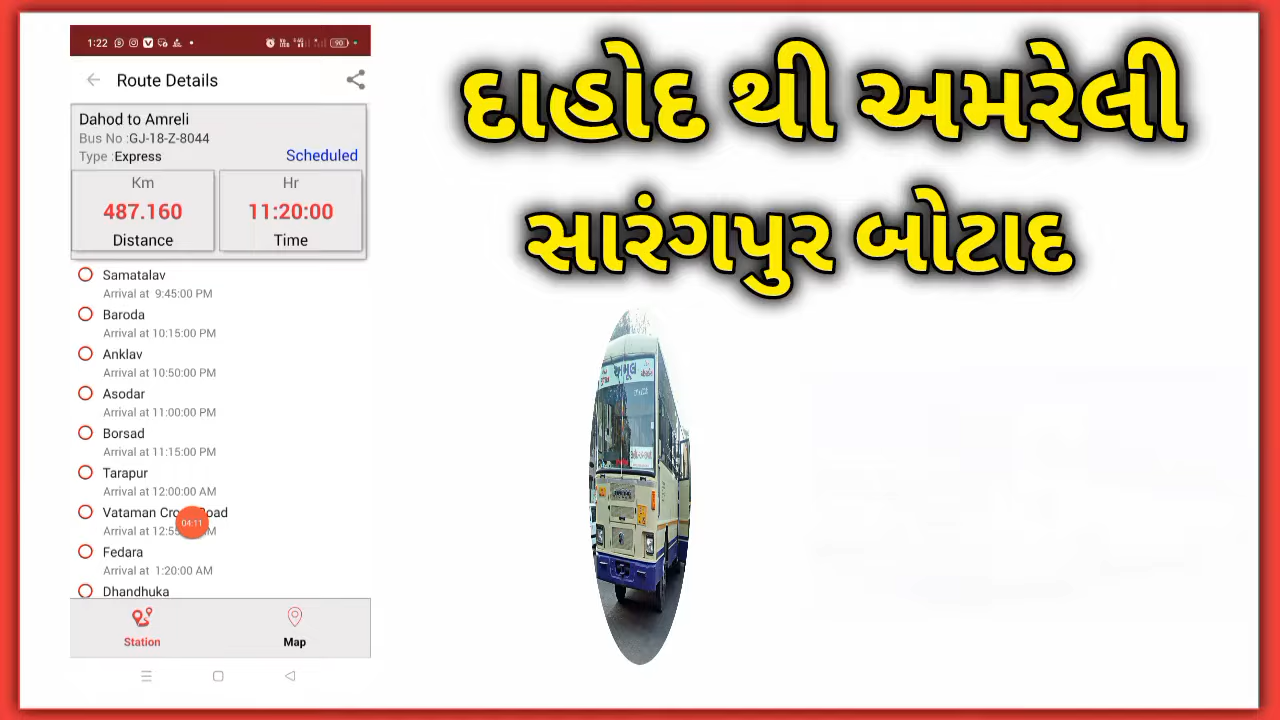 1:22
90
Route Details
Dahod to Amreli
Bus No :GJ-18-Z-8044
Type :Express
Scheduled
Km
487.160
Distance
Hr
11:20:00
Time
Samatalav
Arrival at 9:45:00 PM
Baroda
Arrival at 10:15:00 PM
Anklav
Arrival at 10:50:00 PM
Asodar
Arrival at 11:00:00 PM
Borsad
Arrival at 11:15:00 PM
Tarapur
Arrival at 12:00:00 AM
Vataman
04:11
Arrival at
Fedara
Arrival at 1:20:00 AM
Dhandhuka
Station
Map
દાહોદ થી અમરેલી
સારંગપુર બોટાદ
અમૂલ